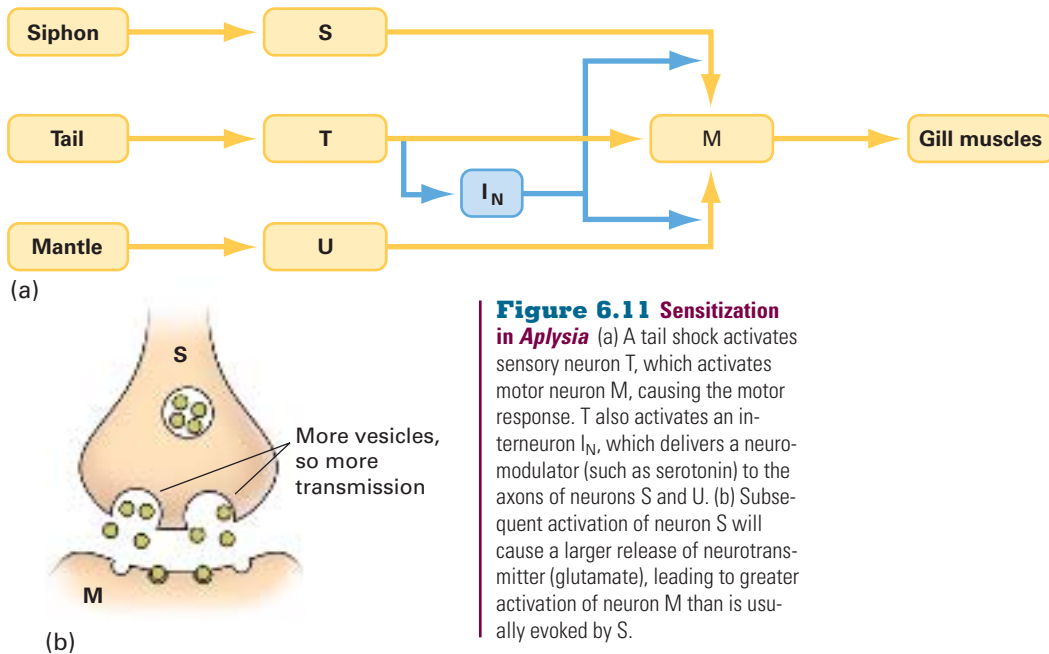 Siphon S
Tail T M Gill muscles
I_N
Mantle U
(a)
S
More vesicles,
so more
transmission
M
(b)
Figure 6.11 Sensitization
in Aplysia (a) A tail shock activates
sensory neuron T, which activates
motor neuron M, causing the motor
response. T also activates an in-
terneuron I_N, which delivers a neuro-
modulator (such as serotonin) to the
axons of neurons S and U. (b) Subse-
quent activation of neuron S will
cause a larger release of neurotrans-
mitter (glutamate), leading to greater
activation of neuron M than is usu-
ally evoked by S.